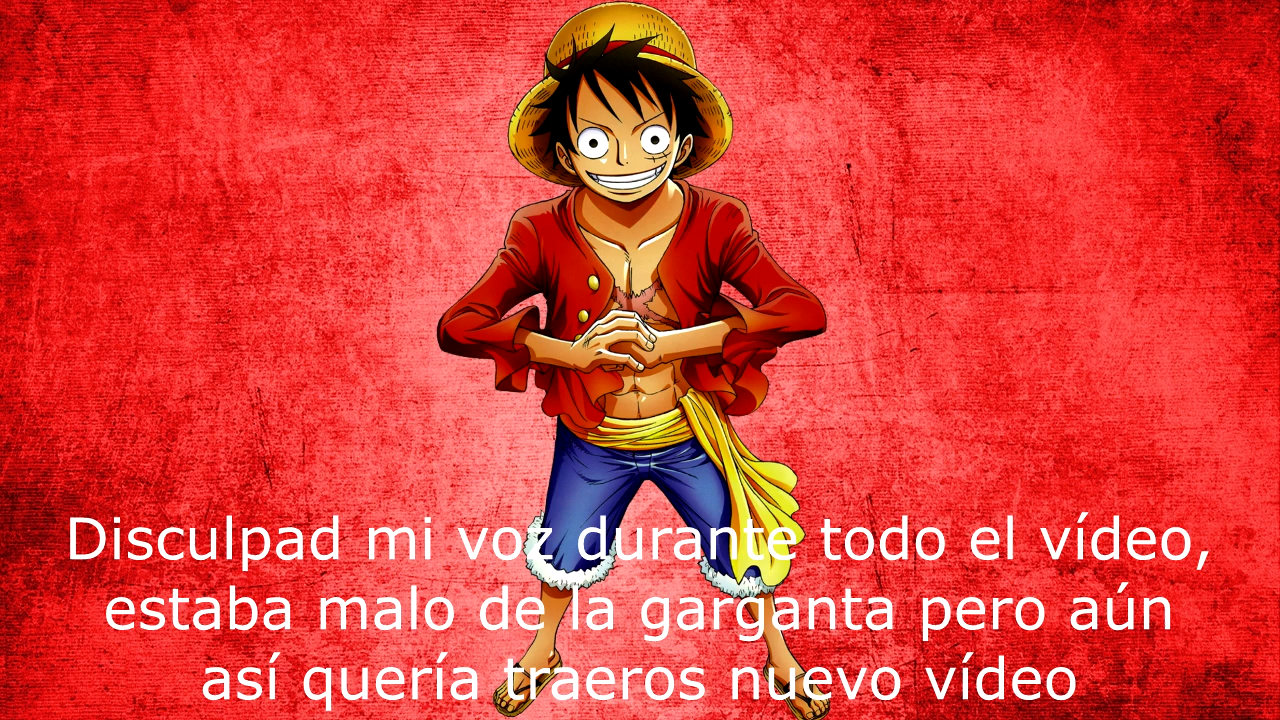 Disculpad mi voz durante todo el vídeo,
estaba malo de la garganta pero aún
así quería traeros nuevo vídeo